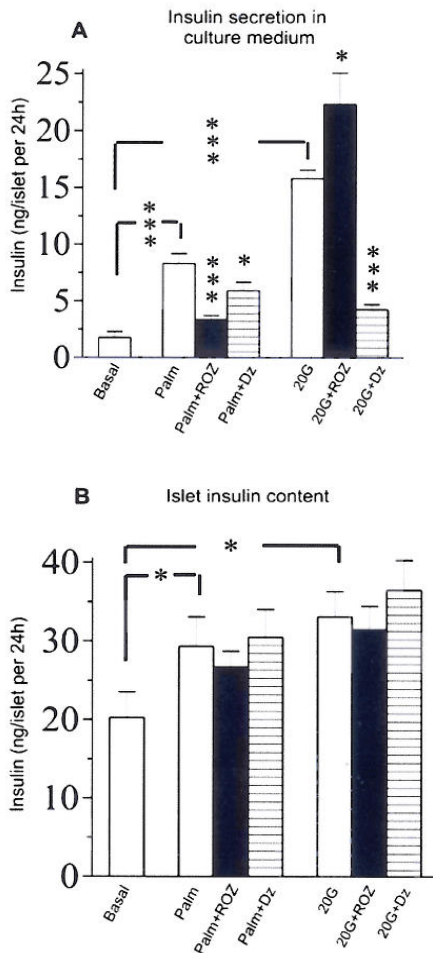 A
Insulin secretion in
culture medium
Insulin (ng/islet per 24h)
25
20
15
10
5
0
***
***
***
*
*
***
Basal
Palm
Palm+ROZ
Palm+Dz
20G
20G+ROZ
20G+Dz
B
Islet insulin content
Insulin (ng/islet per 24h)
40
30
20
10
0
*
*
Basal
Palm
Palm+ROZ
Palm+Dz
20G
20G+ROZ
20G+Dz